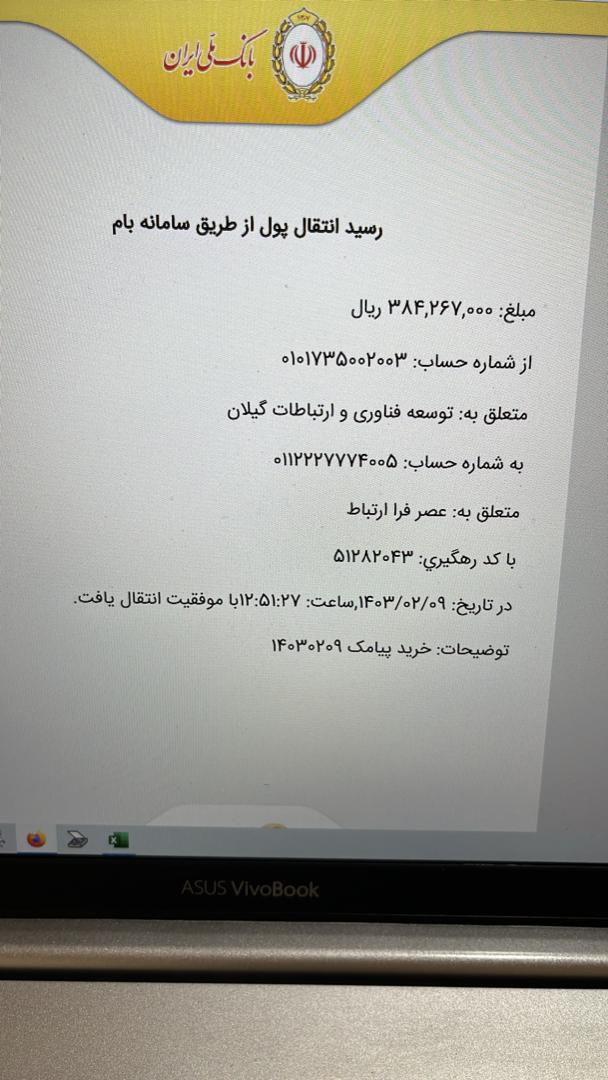 بانک ملی ایران
رسید انتقال پول از طریق سامانه بام
مبلغ: ۳۸۴,۲۶۷,۰۰۰ ریال
از شماره حساب: ۰۱۰۱۷۳۵۰۰۲۰۰۳
متعلق به: توسعه فناوری و ارتباطات گیلان
به شماره حساب: ۰۱۱۲۲۲۷۷۷۴۰۰۵
متعلق به: عصر فرا ارتباط
با کد رهگیري: ۵۱۲۸۲۰۴۳
در تاریخ: ۱۴۰۳/۰۲/۰۹,ساعت: ۱۲:۵۱:۲۷با موفقیت انتقال یافت.
توضیحات: خرید پیامک ۱۴۰۳۰۲۰۹
ASUS VivoBook